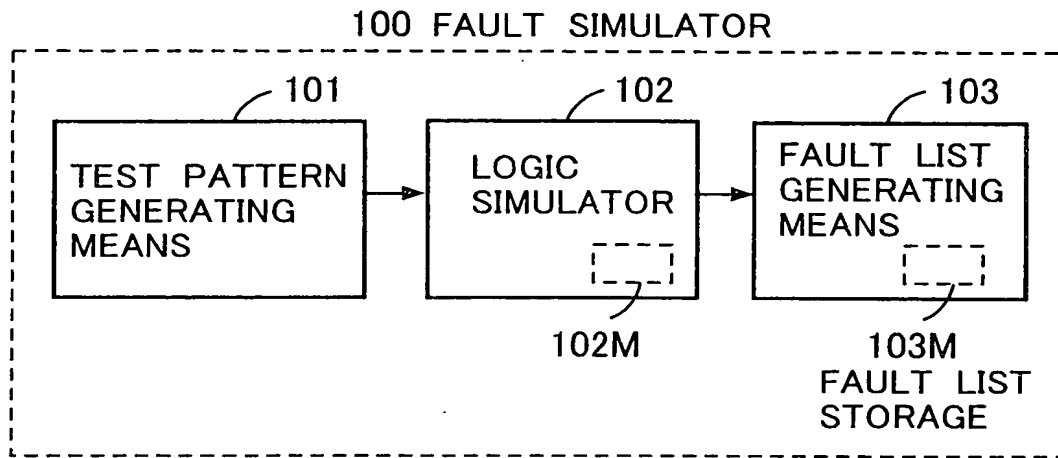 100 FAULT SIMULATOR
101
102
103
TEST PATTERN
GENERATING
MEANS
LOGIC
SIMULATOR
FAULT LIST
GENERATING
MEANS
102M
103M
FAULT LIST
STORAGE